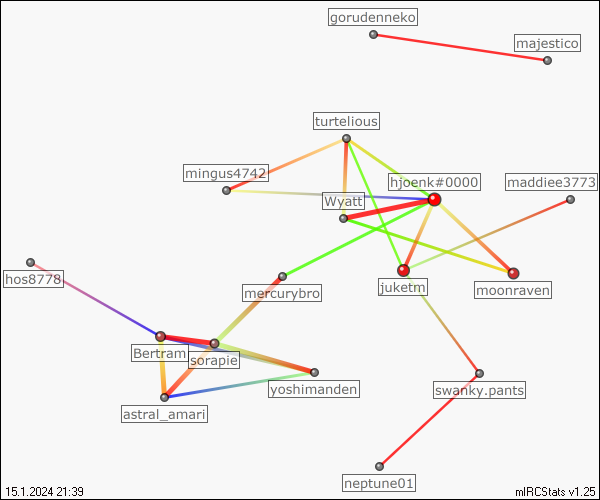 gorudenneko
majestico
turtelious
mingus4742
hjoenk#0000
maddiee3773
Wyatt
hos8778
mercurybro
juketm
moonraven
Bertram
sorapie
yoshimanden
swanky.pants
astral_amari
neptune01
15.1.2024 21:39
mIRCStats v1.25